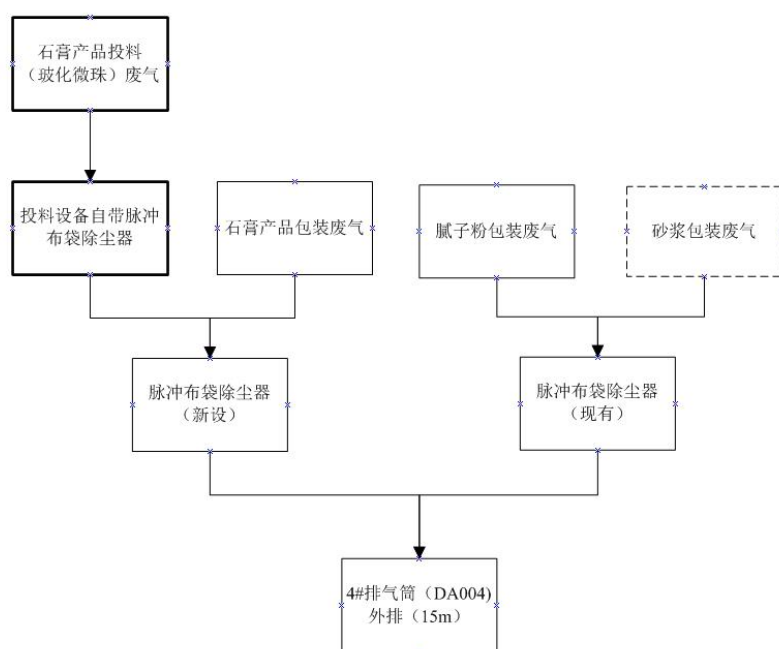 石膏产品投料
（玻化微珠）废气
投料设备自带脉冲
布袋除尘器
石膏产品包装废气
腻子粉包装废气
砂浆包装废气
脉冲布袋除尘器
（新设）
脉冲布袋除尘器
（现有）
4#排气筒（DA004)
外排（15m）